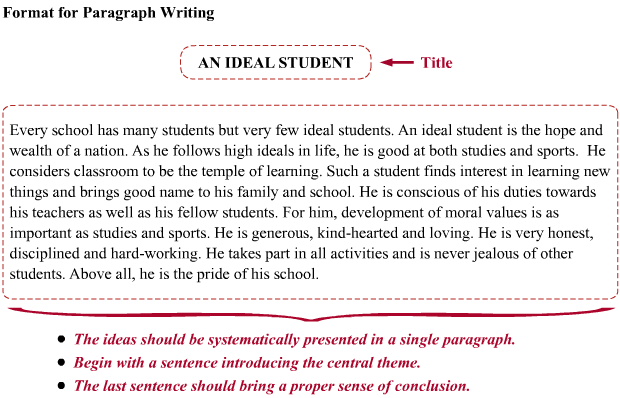 Format for Paragraph Writing
AN IDEAL STUDENT
Title
Every school has many students but very few ideal students. An ideal student is the hope and
wealth of a nation. As he follows high ideals in life, he is good at both studies and sports. He
considers classroom to be the temple of learning. Such a student finds interest in learning new
things and brings good name to his family and school. He is conscious of his duties towards
his teachers as well as his fellow students. For him, development of moral values is as
important as studies and sports. He is generous, kind-hearted and loving. He is very honest,
disciplined and hard-working. He takes part in all activities and is never jealous of other
students. Above all, he is the pride of his school.
● The ideas should be systematically presented in a single paragraph.
● Begin with a sentence introducing the central theme.
● The last sentence should bring a proper sense of conclusion.